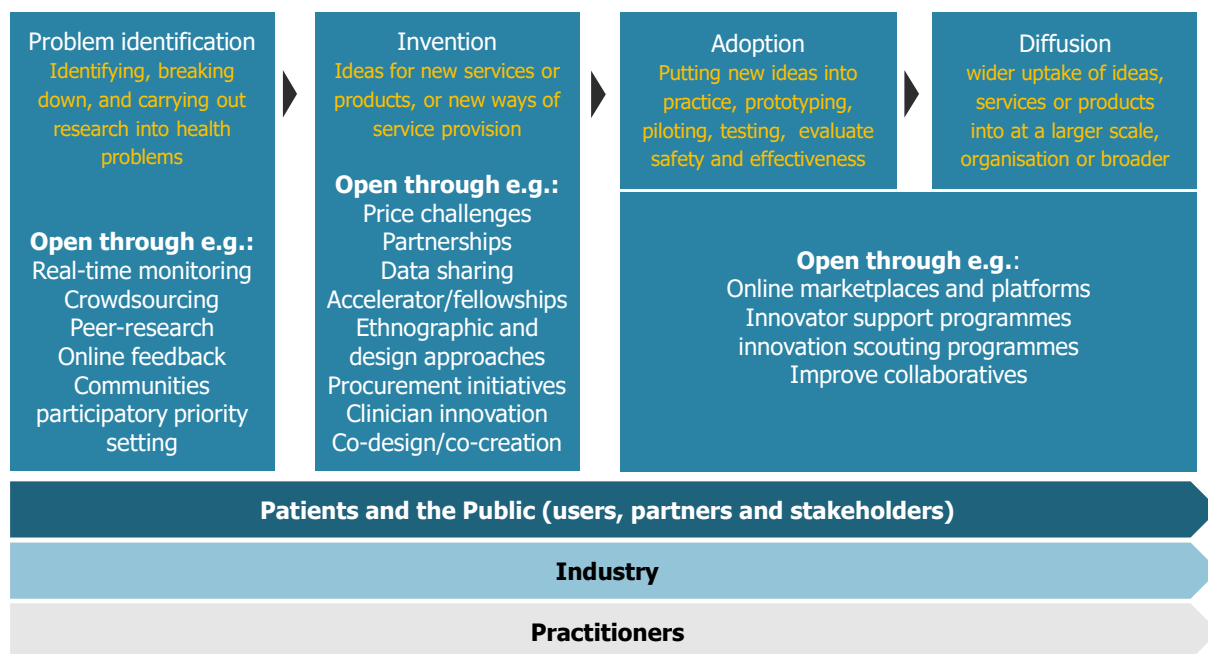 Problem identification
Identifying, breaking
down, and carrying out
research into health
problems
Open through e.g.:
Real-time monitoring
Crowdsourcing
Peer-research
Online feedback
Communities
participatory priority
setting
Invention
Ideas for new services or
products, or new ways of
service provision
Open through e.g.:
Price challenges
Partnerships
Data sharing
Accelerator/fellowships
Ethnographic and
design approaches
Procurement initiatives
Clinician innovation
Co-design/co-creation
Adoption
Putting new ideas into
practice, prototyping,
piloting, testing, evaluate
safety and effectiveness
Diffusion
wider uptake of ideas,
services or products
into at a larger scale,
organisation or broader
Open through e.g.:
Online marketplaces and platforms
Innovator support programmes
innovation scouting programmes
Improve collaboratives
Patients and the Public (users, partners and stakeholders)
Industry
Practitioners